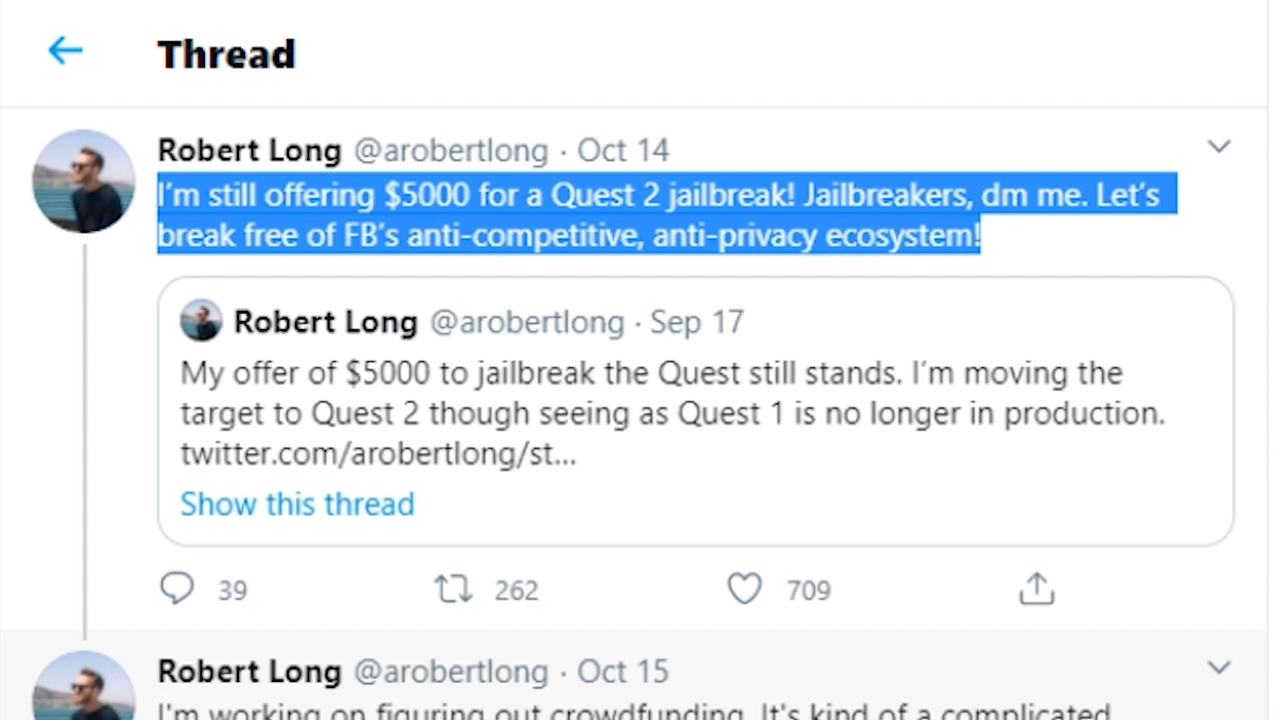 Thread
Robert Long @arobertlong · Oct 14
I’m still offering $5000 for a Quest 2 jailbreak! Jailbreakers, dm me. Let’s
break free of FB’s anti-competitive, anti-privacy ecosystem!
Robert Long @arobertlong · Sep 17
My offer of $5000 to jailbreak the Quest still stands. I’m moving the
target to Quest 2 though seeing as Quest 1 is no longer in production.
twitter.com/arobertlong/st...
Show this thread
39 262 709
Robert Long @arobertlong · Oct 15
I'm working on figuring out crowdfunding. It's kind of a complicated